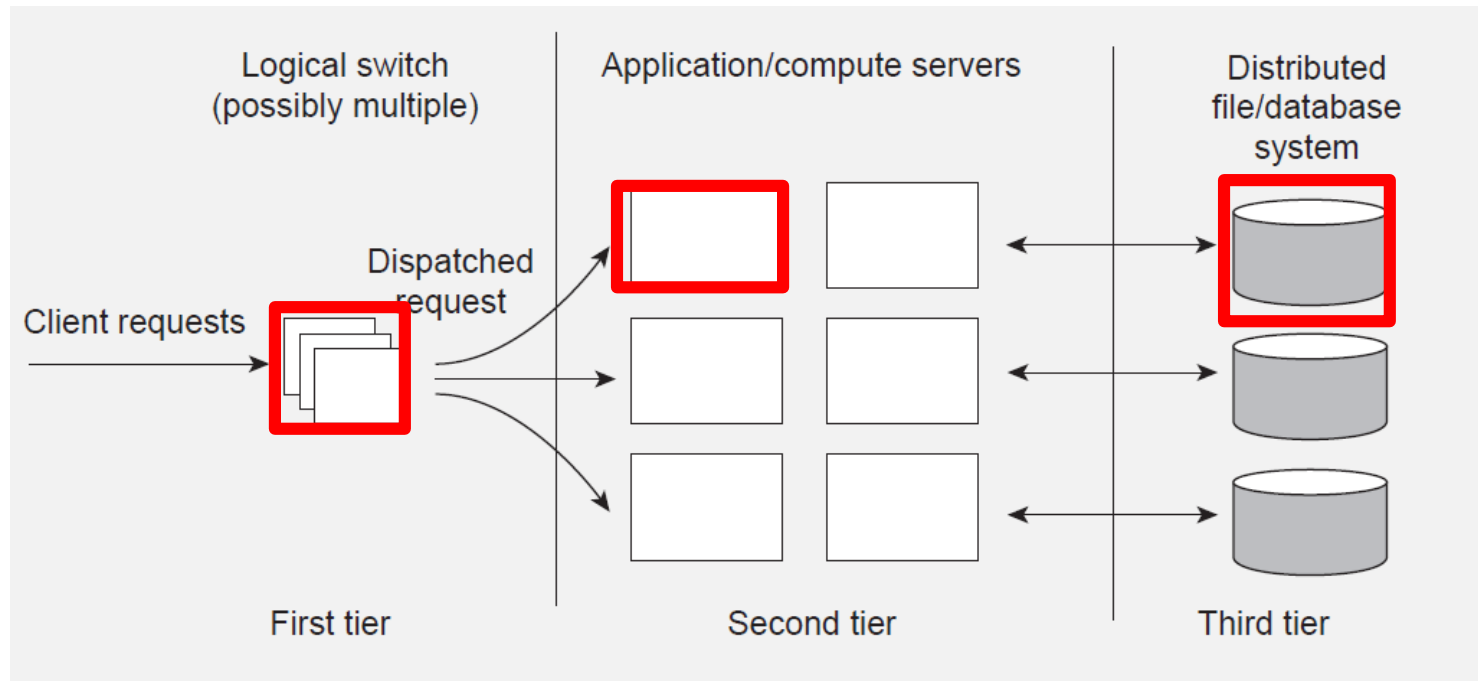 Logical switch
(possibly multiple)
Application/compute servers
Distributed
file/database
system
Dispatched
request
Client requests
First tier
Second tier
Third tier